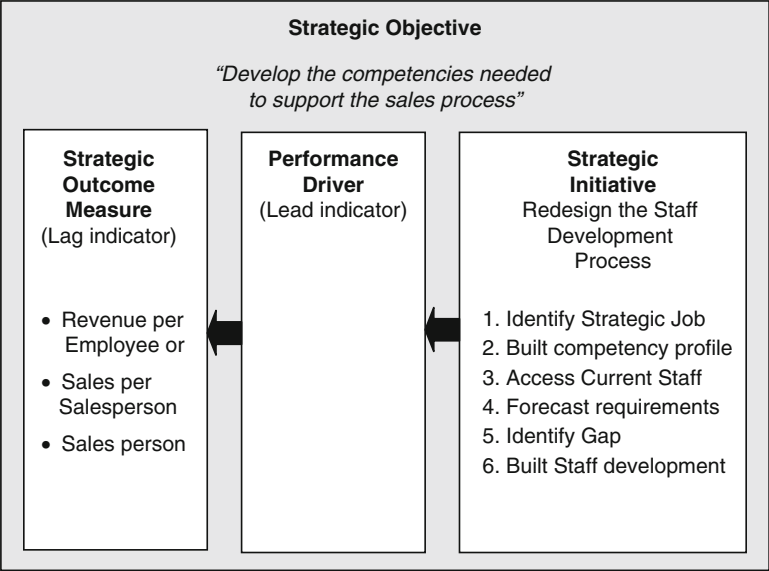 Strategic Objective
“Develop the competencies needed
to support the sales process”
Strategic
Outcome
Measure
(Lag indicator)
• Revenue per
Employee or
• Sales per
Salesperson
• Sales person
Performance
Driver
(Lead indicator)
Strategic
Initiative
Redesign the Staff
Development
Process
1. Identify Strategic Job
2. Built competency profile
3. Access Current Staff
4. Forecast requirements
5. Identify Gap
6. Built Staff development